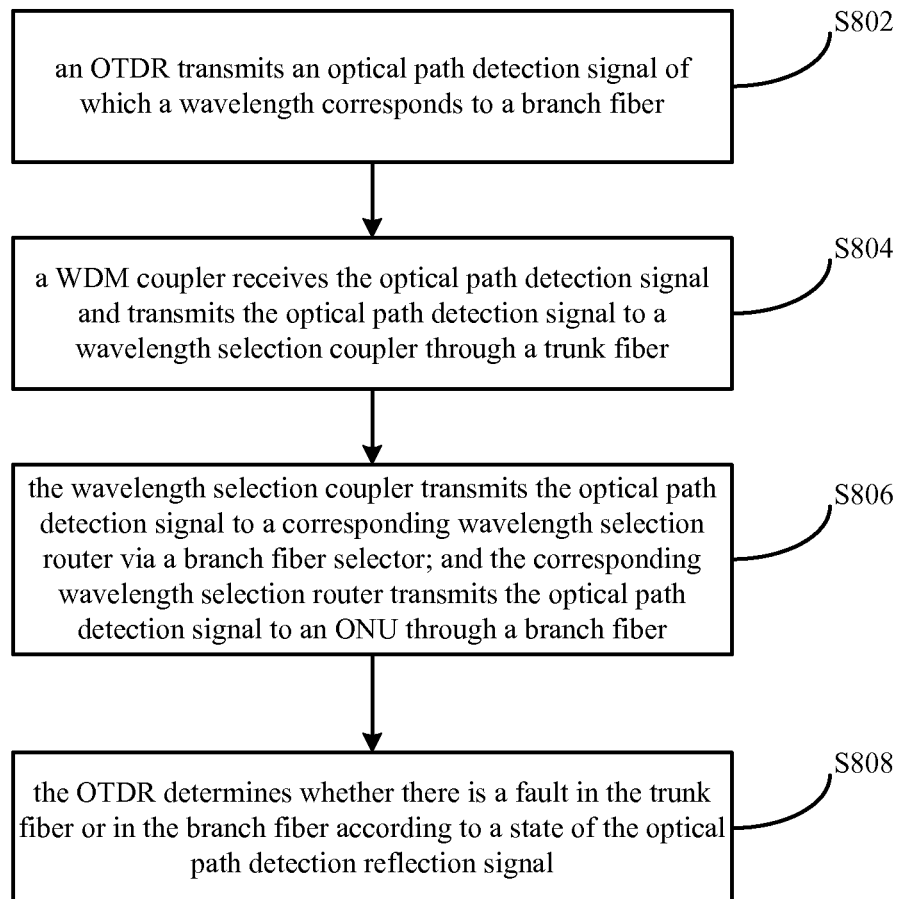 S802
an OTDR transmits an optical path detection signal of
which a wavelength corresponds to a branch fiber
S804
a WDM coupler receives the optical path detection signal
and transmits the optical path detection signal to a
wavelength selection coupler through a trunk fiber
S806
the wavelength selection coupler transmits the optical path
detection signal to a corresponding wavelength selection
router via a branch fiber selector; and the corresponding
wavelength selection router transmits the optical path
detection signal to an ONU through a branch fiber
S808
the OTDR determines whether there is a fault in the trunk
fiber or in the branch fiber according to a state of the optical
path detection reflection signal